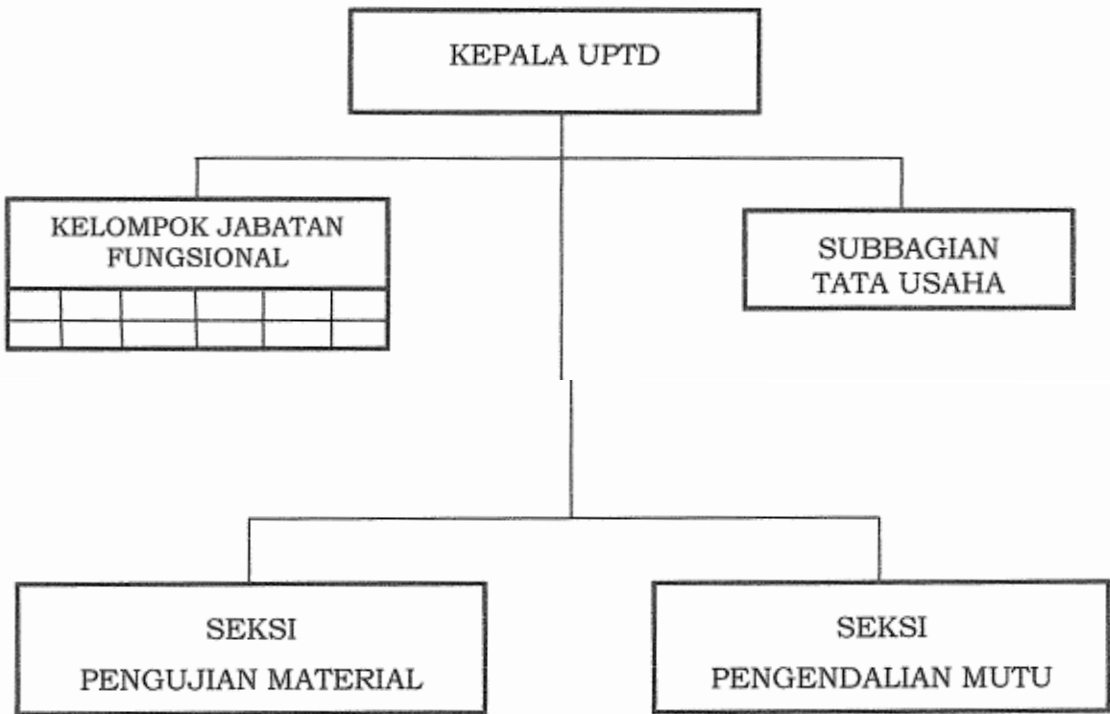 KEPALA UPTD
KELOMPOK JABATAN
FUNGSIONAL
SUBBAGIAN
TATA USAHA
SEKSI
PENGUJIAN MATERIAL
SEKSI
PENGENDALIAN MUTU